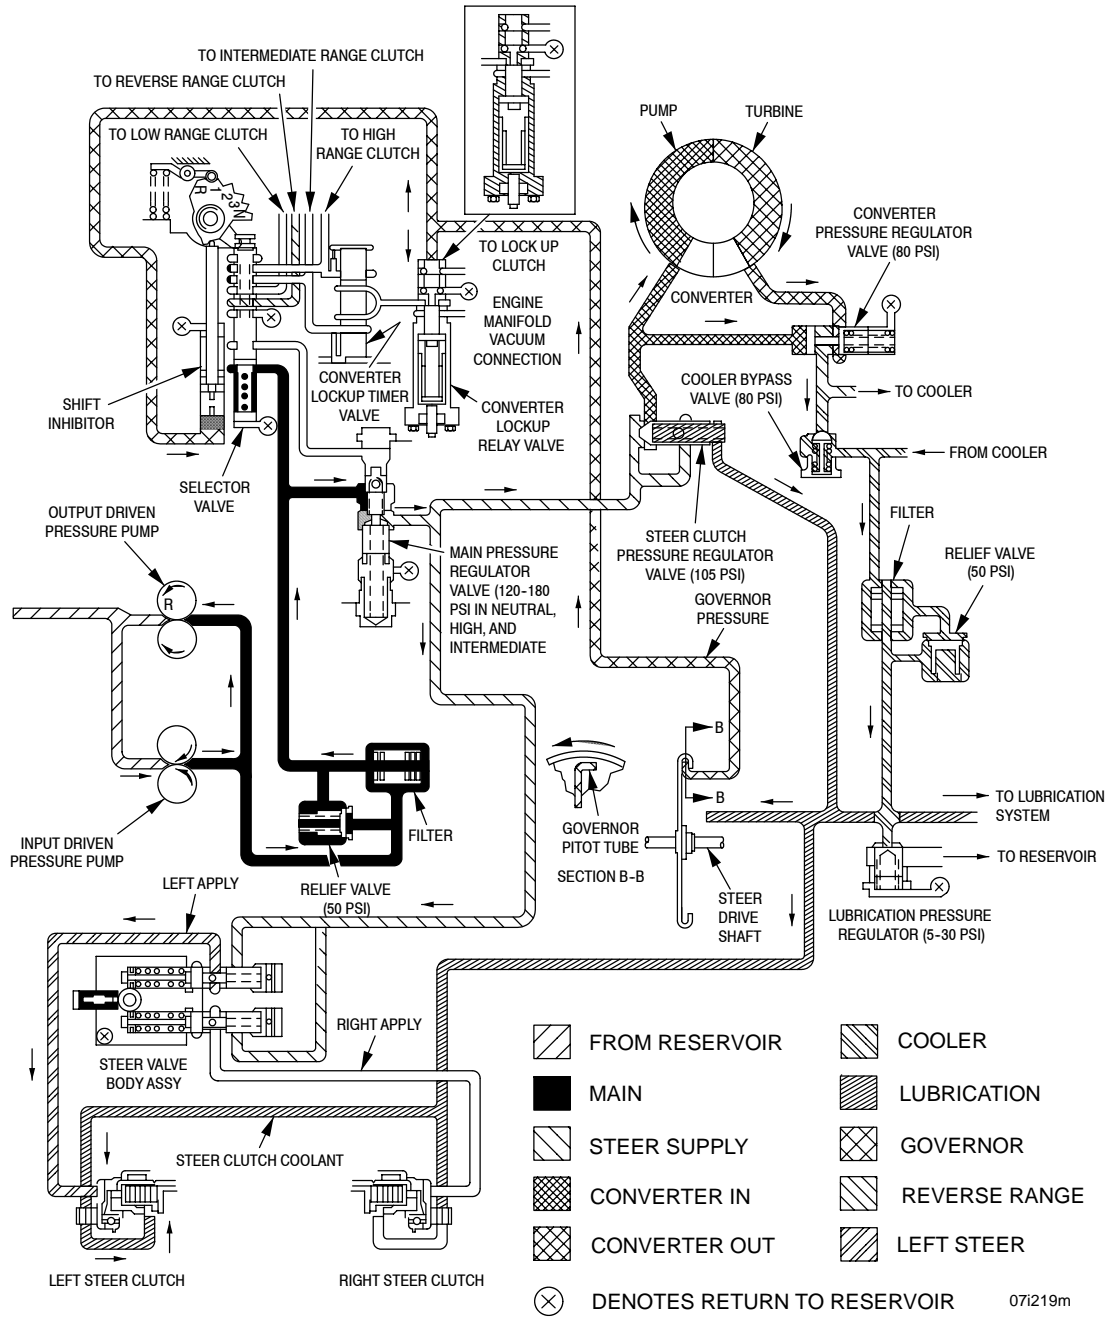 TO INTERMEDIATE RANGE CLUTCH
TO REVERSE RANGE CLUTCH
TO LOW RANGE CLUTCH
TO HIGH
RANGE CLUTCH
PUMP
TURBINE
R
1
2
3
N
TO LOCK UP
CLUTCH
CONVERTER
PRESSURE REGULATOR
VALVE (80 PSI)
CONVERTER
ENGINE
MANIFOLD
VACUUM
CONNECTION
SHIFT
INHIBITOR
CONVERTER
LOCKUP TIMER
VALVE
CONVERTER
LOCKUP
RELAY VALVE
COOLER BYPASS
VALVE (80 PSI)
TO COOLER
FROM COOLER
SELECTOR
VALVE
OUTPUT DRIVEN
PRESSURE PUMP
R
MAIN PRESSURE
REGULATOR
VALVE (120-180
PSI IN NEUTRAL,
HIGH, AND
INTERMEDIATE
STEER CLUTCH
PRESSURE REGULATOR
VALVE (105 PSI)
GOVERNOR
PRESSURE
FILTER
RELIEF VALVE
(50 PSI)
INPUT DRIVEN
PRESSURE PUMP
FILTER
RELIEF VALVE
(50 PSI)
B
B
GOVERNOR
PITOT TUBE
SECTION B-B
STEER
DRIVE
SHAFT
TO LUBRICATION
SYSTEM
TO RESERVOIR
LUBRICATION PRESSURE
REGULATOR (5-30 PSI)
LEFT APPLY
RIGHT APPLY
STEER VALVE
BODY ASSY
STEER CLUTCH COOLANT
LEFT STEER CLUTCH
RIGHT STEER CLUTCH
FROM RESERVOIR
MAIN
STEER SUPPLY
CONVERTER IN
CONVERTER OUT
COOLER
LUBRICATION
GOVERNOR
REVERSE RANGE
LEFT STEER
DENOTES RETURN TO RESERVOIR
07i219m